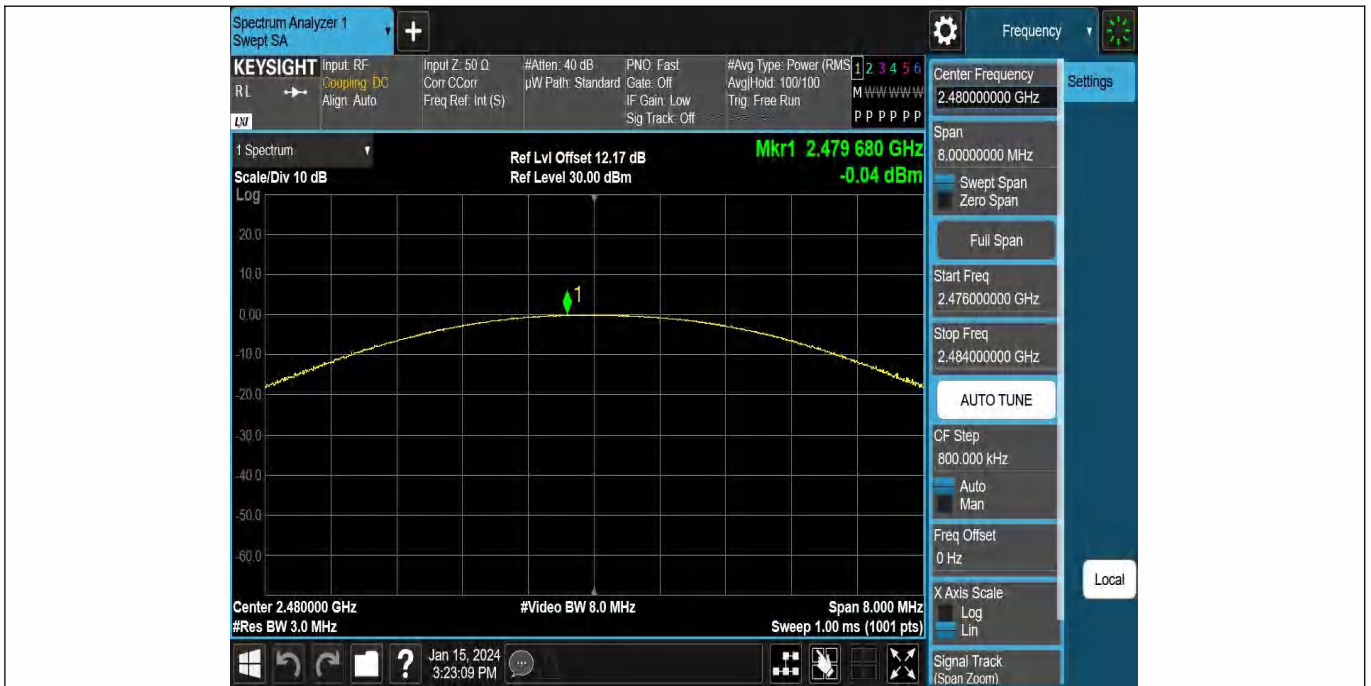 Spectrum Analyzer 1
Swept SA
+
Frequency
KEYSIGHT
RL
LXI
Input: RF
Coupling: DC
Align: Auto
Input Z: 50 Ω
Corr CCorr
Freq Ref: Int (S)
#Atten: 40 dB
µW Path: Standard
PNO: Fast
Gate: Off
IF Gain: Low
Sig Track: Off
#Avg Type: Power (RMS
Avg|Hold: 100/100
Trig: Free Run
1 2 3 4 5 6
M W W W W W
P P P P P P
1 Spectrum
Scale/Div 10 dB
Ref Lvl Offset 12.17 dB
Ref Level 30.00 dBm
Mkr1 2.479 680 GHz
-0.04 dBm
Log
20.0
10.0
0.00
-10.0
-20.0
-30.0
-40.0
-50.0
-60.0
1
Center 2.480000 GHz
#Res BW 3.0 MHz
#Video BW 8.0 MHz
Span 8.000 MHz
Sweep 1.00 ms (1001 pts)
Jan 15, 2024
3:23:09 PM
Center Frequency
2.480000000 GHz
Settings
Span
8.00000000 MHz
Swept Span
Zero Span
Full Span
Start Freq
2.476000000 GHz
Stop Freq
2.484000000 GHz
AUTO TUNE
CF Step
800.000 kHz
Auto
Man
Freq Offset
0 Hz
X Axis Scale
Log
Lin
Signal Track
(Span Zoom)
Local